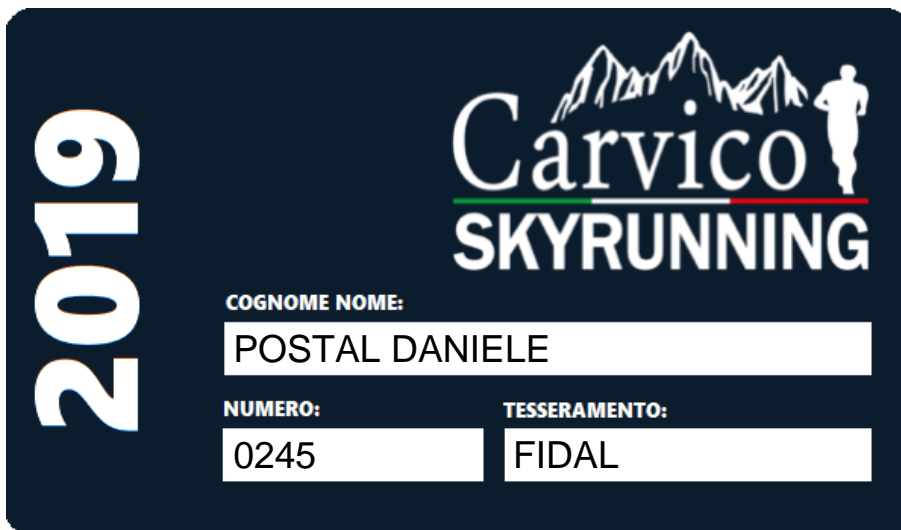 2019
Carvico
SKYRUNNING
COGNOME NOME:
POSTAL DANIELE
NUMERO: TESSERAMENTO:
0245 FIDAL